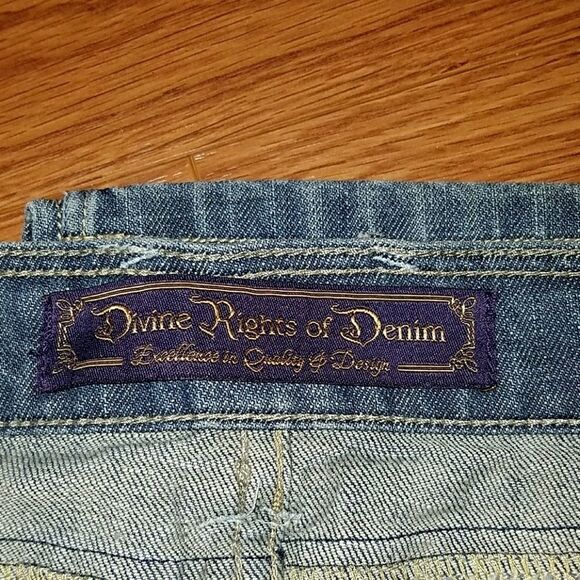 Divine Rights of Denim
Excellence in Quality & Design